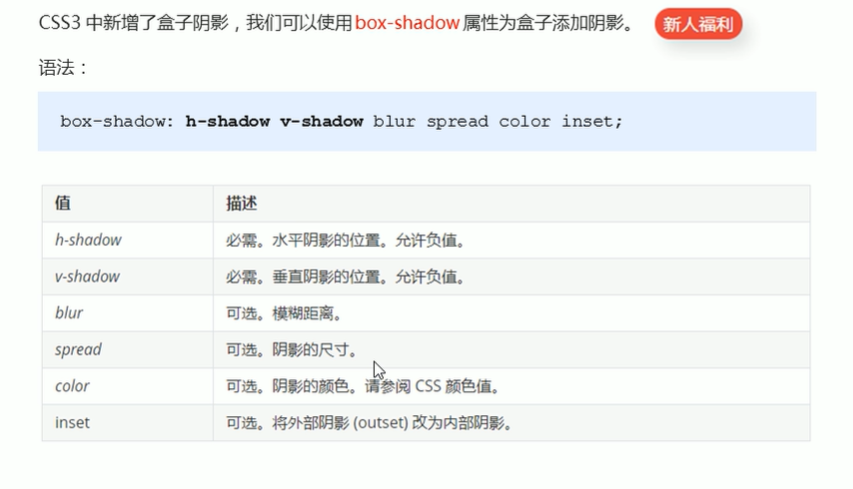 CSS3 中新增了盒子阴影，我们可以使用box-shadow属性为盒子添加阴影。 新人福利
语法：
box-shadow: h-shadow v-shadow blur spread color inset;
值 描述
h-shadow 必需。水平阴影的位置。允许负值。
v-shadow 必需。垂直阴影的位置。允许负值。
blur 可选。模糊距离。
spread 可选。阴影的尺寸。
color 可选。阴影的颜色。请参阅 CSS 颜色值。
inset 可选。将外部阴影 (outset) 改为内部阴影。